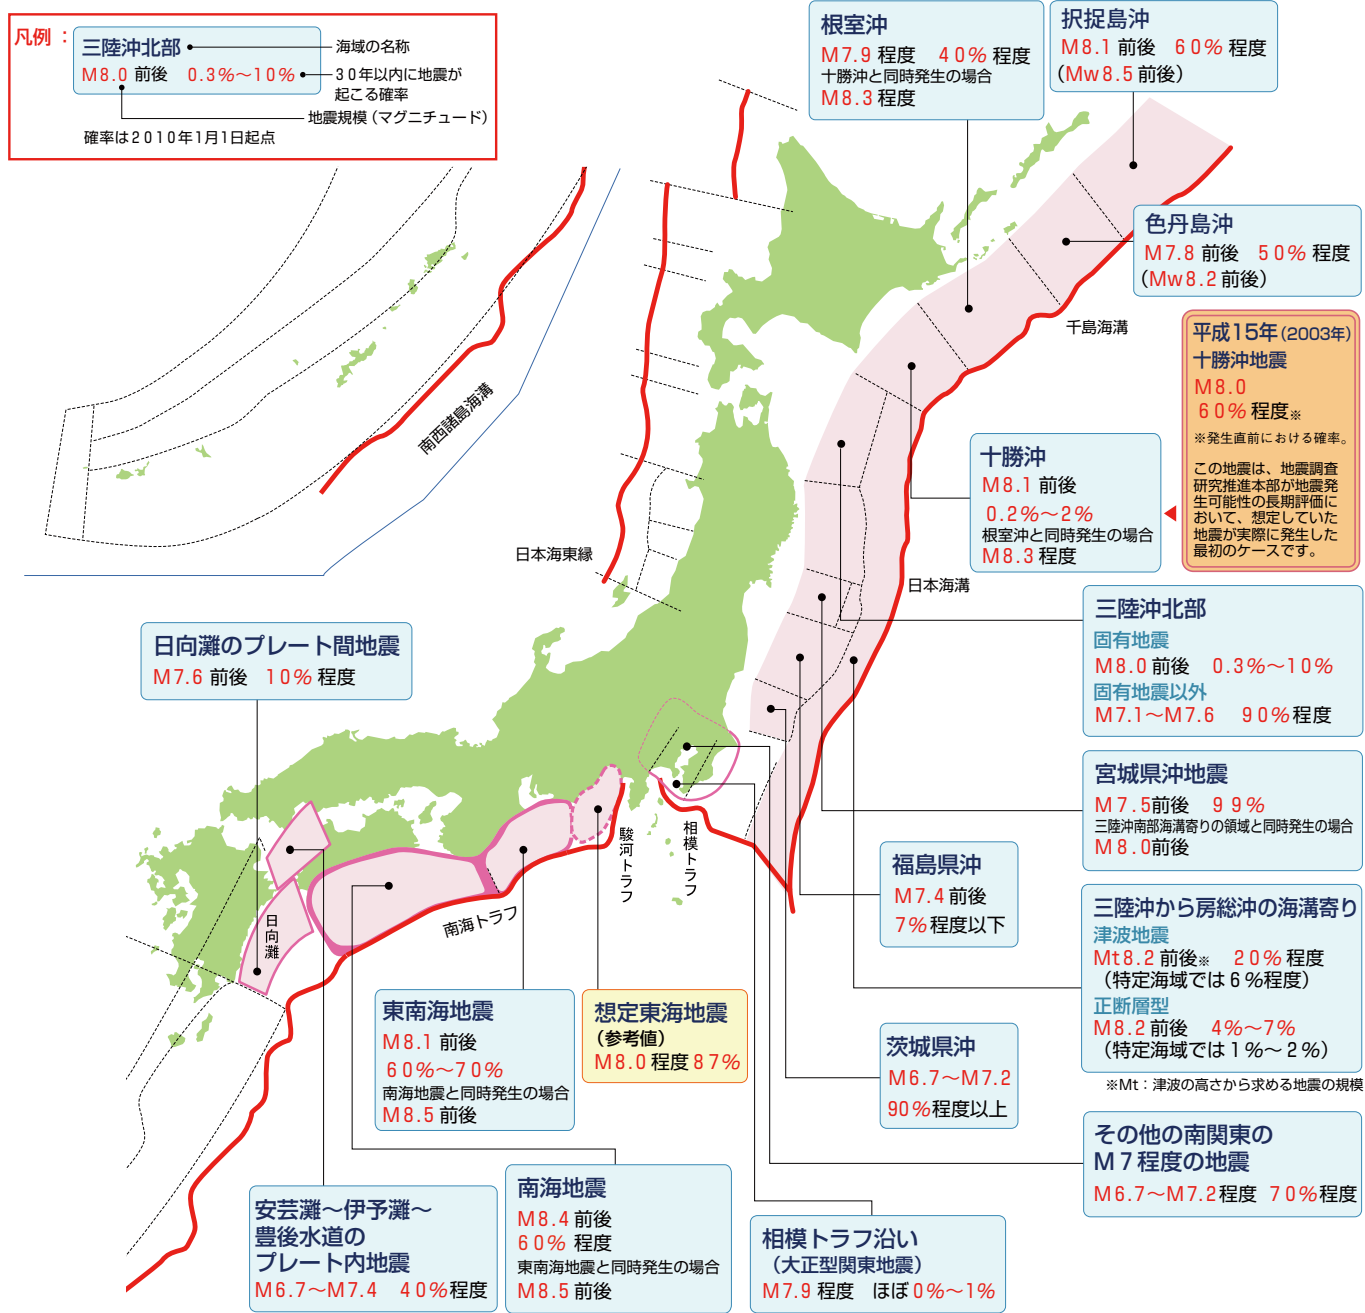 凡例：
三陸沖北部
海域の名称
M8.0 前後 0.3%～10%
30年以内に地震が
起こる確率
地震規模（マグニチュード）
確率は2010年1月1日起点
根室沖
M7.9 程度 40% 程度
十勝沖と同時発生の場合
M8.3 程度
択捉島沖
M8.1 前後 60% 程度
(Mw8.5 前後)
色丹島沖
M7.8 前後 50% 程度
(Mw8.2 前後)
千島海溝
平成15年(2003年)
十勝沖地震
M8.0
60% 程度※
※発生直前における確率。
この地震は、地震調査
研究推進本部が地震発
生可能性の長期評価に
おいて、想定していた
地震が実際に発生した
最初のケースです。
南西諸島海溝
十勝沖
M8.1 前後
0.2%～2%
根室沖と同時発生の場合
M8.3 程度
日本海東縁
日本海溝
三陸沖北部
固有地震
M8.0 前後 0.3%～10%
固有地震以外
M7.1～M7.6 90% 程度
日向灘のプレート間地震
M7.6 前後 10% 程度
宮城県沖地震
M7.5前後 99%
三陸沖南部海溝寄りの領域と同時発生の場合
M8.0前後
駿河トラフ
相模トラフ
福島県沖
M7.4 前後
7%程度以下
南海トラフ
日向灘
三陸沖から房総沖の海溝寄り
津波地震
Mt8.2 前後※ 20% 程度
(特定海域では6%程度)
正断層型
M8.2 前後 4%～7%
(特定海域では1%～2%)
※Mt：津波の高さから求める地震の規模
東南海地震
M8.1 前後
60%～70%
南海地震と同時発生の場合
M8.5 前後
想定東海地震
(参考値)
M8.0 程度 87%
茨城県沖
M6.7～M7.2
90%程度以上
その他の南関東の
M7程度の地震
M6.7～M7.2程度 70%程度
安芸灘～伊予灘～
豊後水道の
プレート内地震
M6.7～M7.4 40%程度
南海地震
M8.4 前後
60% 程度
東南海地震と同時発生の場合
M8.5 前後
相模トラフ沿い
(大正型関東地震)
M7.9 程度 ほぼ0%～1%